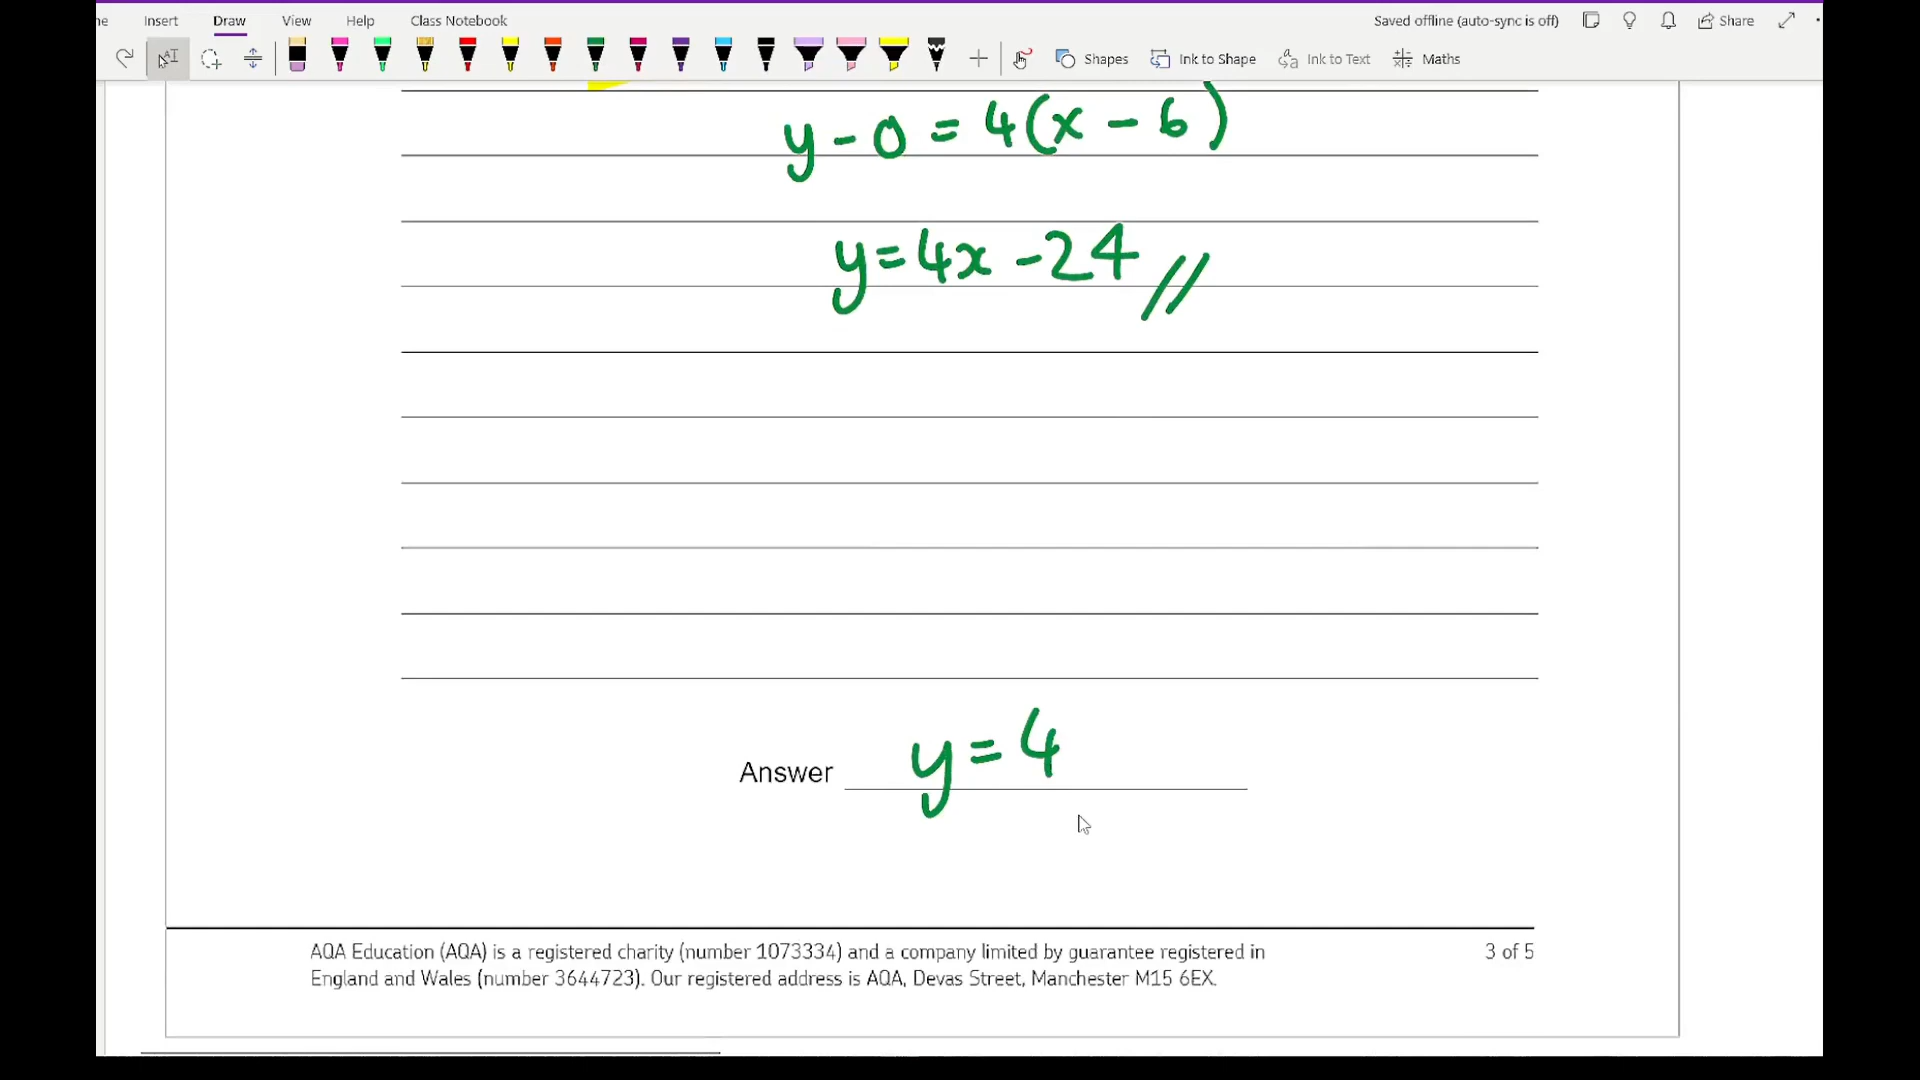 ne Insert Draw View Help Class Notebook Saved offline (auto-sync is off) Share
Shapes Ink to Shape Ink to Text Maths
y - 0 = 4(x - 6)
y = 4x - 24 //
Answer y = 4
AQA Education (AQA) is a registered charity (number 1073334) and a company limited by guarantee registered in 3 of 5
England and Wales (number 3644723). Our registered address is AQA, Devas Street, Manchester M15 6EX.